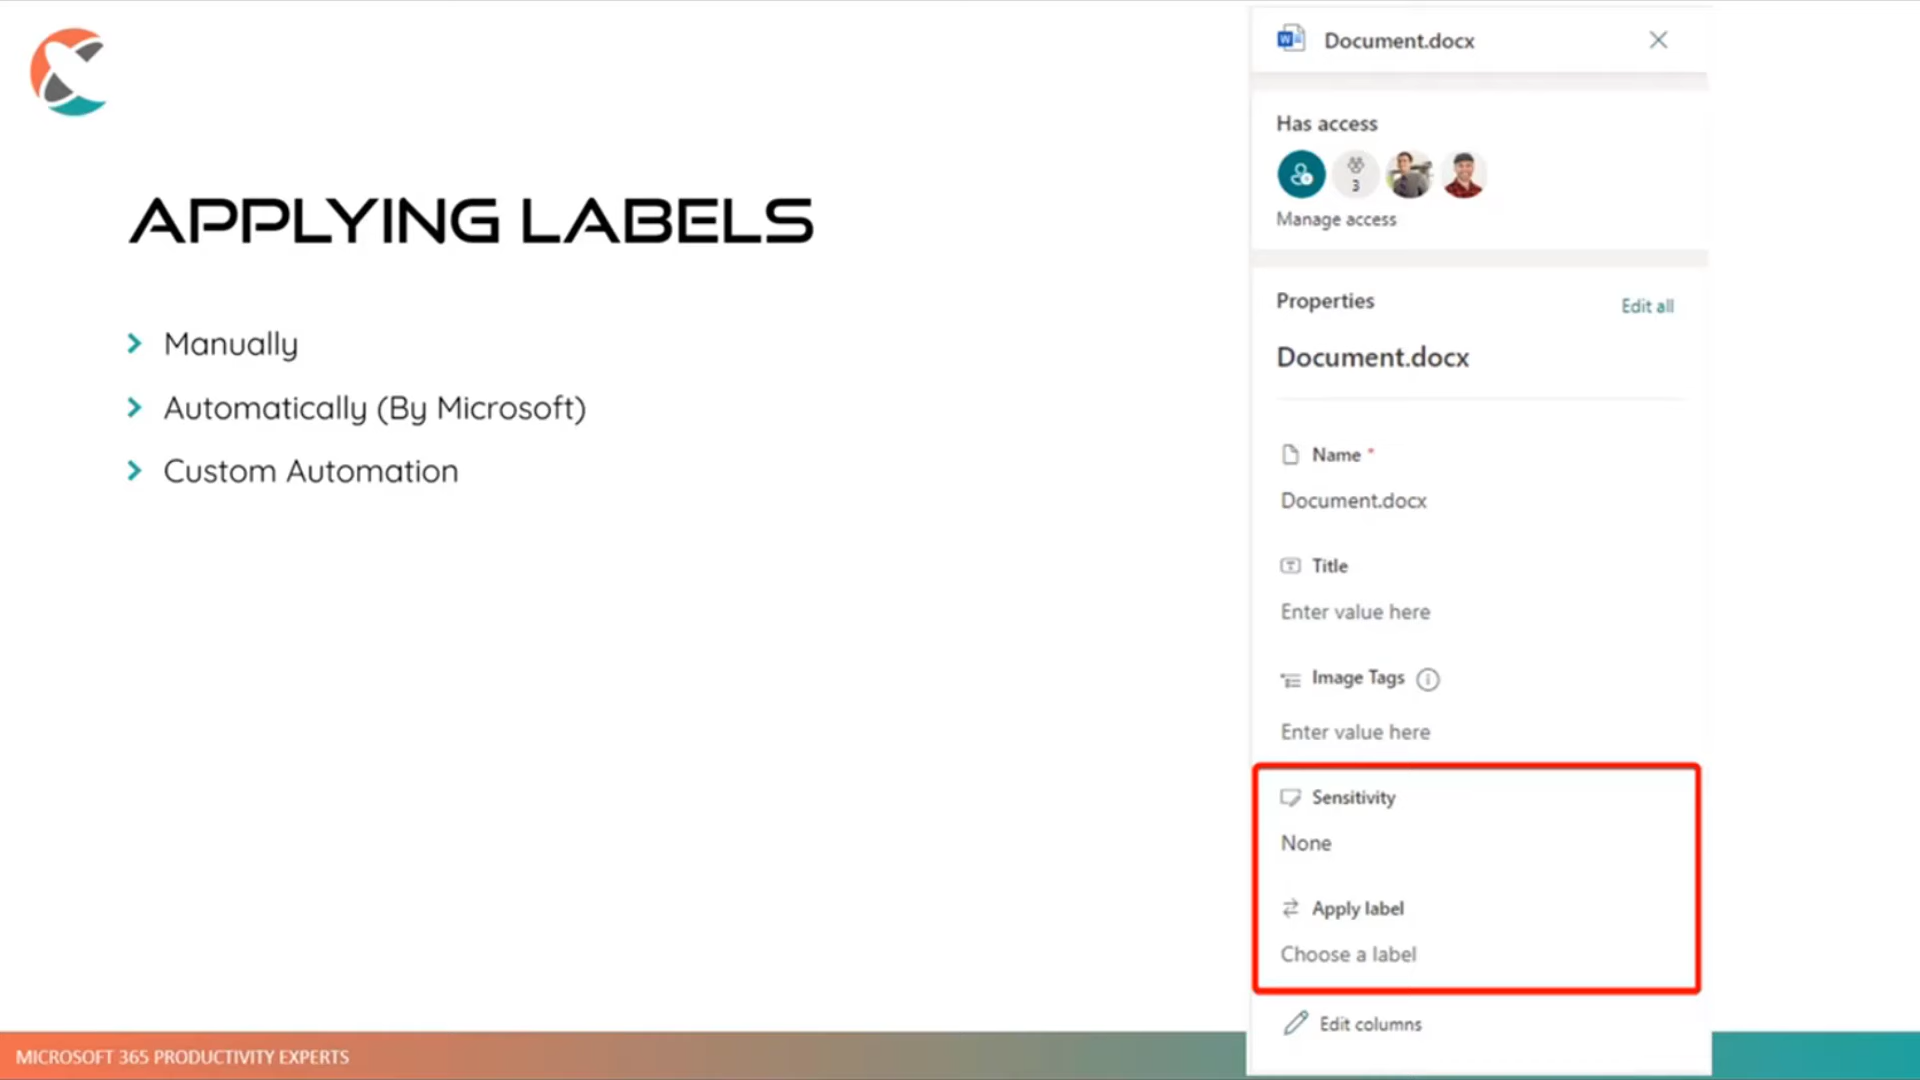 APPLYING LABELS
Manually
Automatically (By Microsoft)
Custom Automation
MICROSOFT 365 PRODUCTIVITY EXPERTS
Document.docx
Has access
3
Manage access
Properties
Edit all
Document.docx
Name *
Document.docx
Title
Enter value here
Image Tags
Enter value here
Sensitivity
None
Apply label
Choose a label
Edit columns